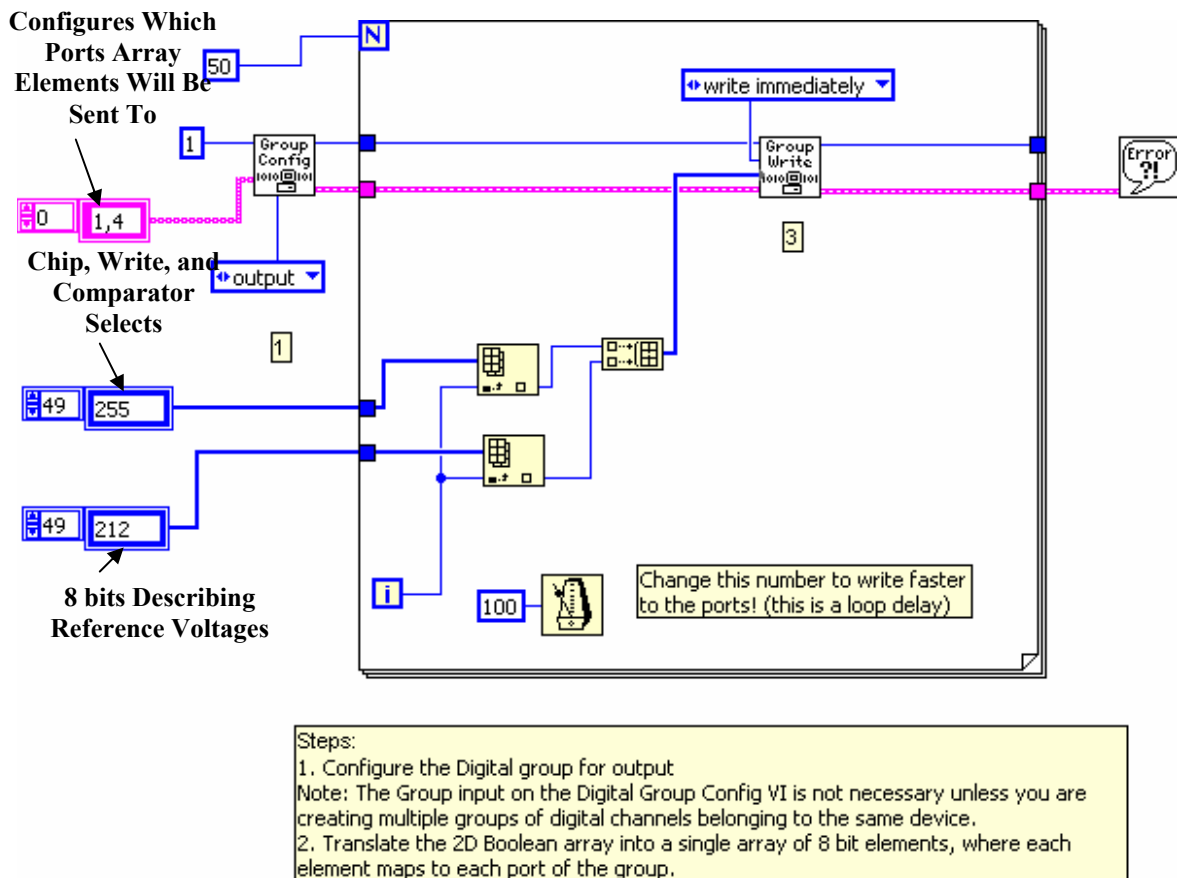 Configures Which
Ports Array
Elements Will Be
Sent To
50
N
write immediately
1
Group
Config
Group
Write
Error
?!
0
1,4
3
Chip, Write, and
Comparator
Selects
output
1
49
255
49
212
8 bits Describing
Reference Voltages
i
100
Change this number to write faster
to the ports! (this is a loop delay)
Steps:
1. Configure the Digital group for output
Note: The Group input on the Digital Group Config VI is not necessary unless you are
creating multiple groups of digital channels belonging to the same device.
2. Translate the 2D Boolean array into a single array of 8 bit elements, where each
element maps to each port of the group.